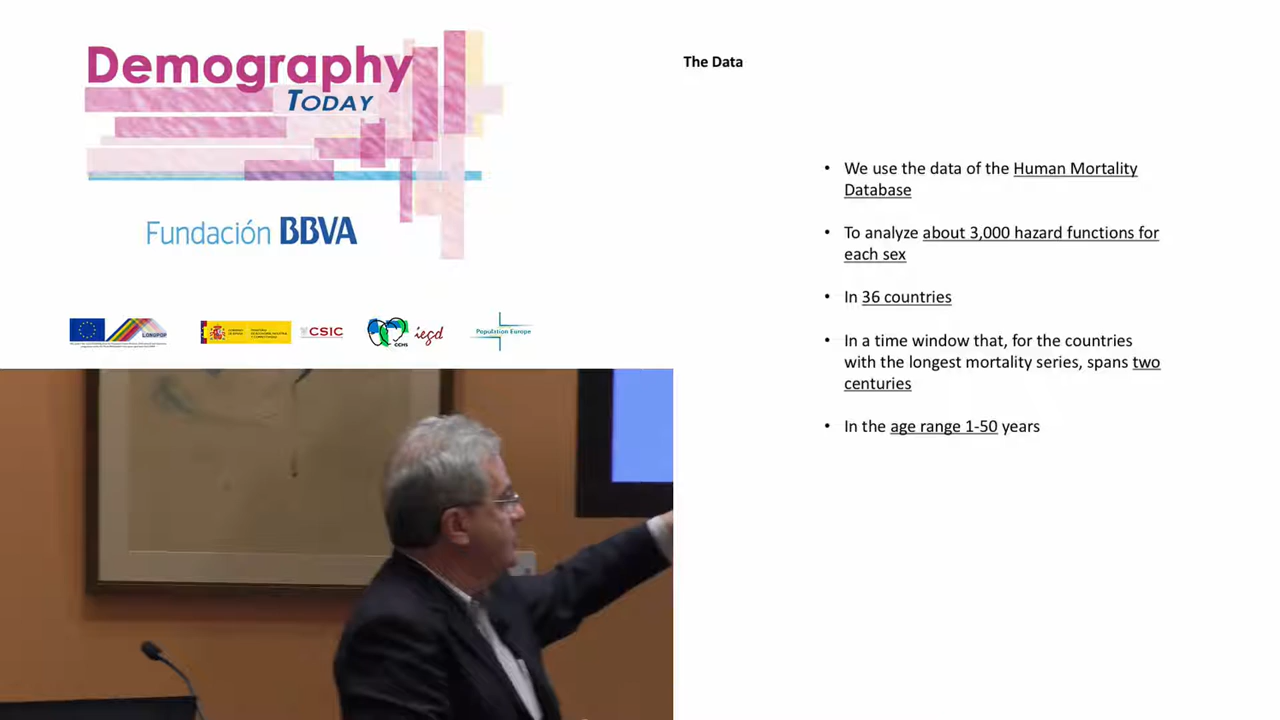 Demography
TODAY
Fundación BBVA
LONGPOP
CSIC
CCHS
iegd
Population Europe
The Data
• We use the data of the Human Mortality
Database
• To analyze about 3,000 hazard functions for
each sex
• In 36 countries
• In a time window that, for the countries
with the longest mortality series, spans two
centuries
• In the age range 1-50 years